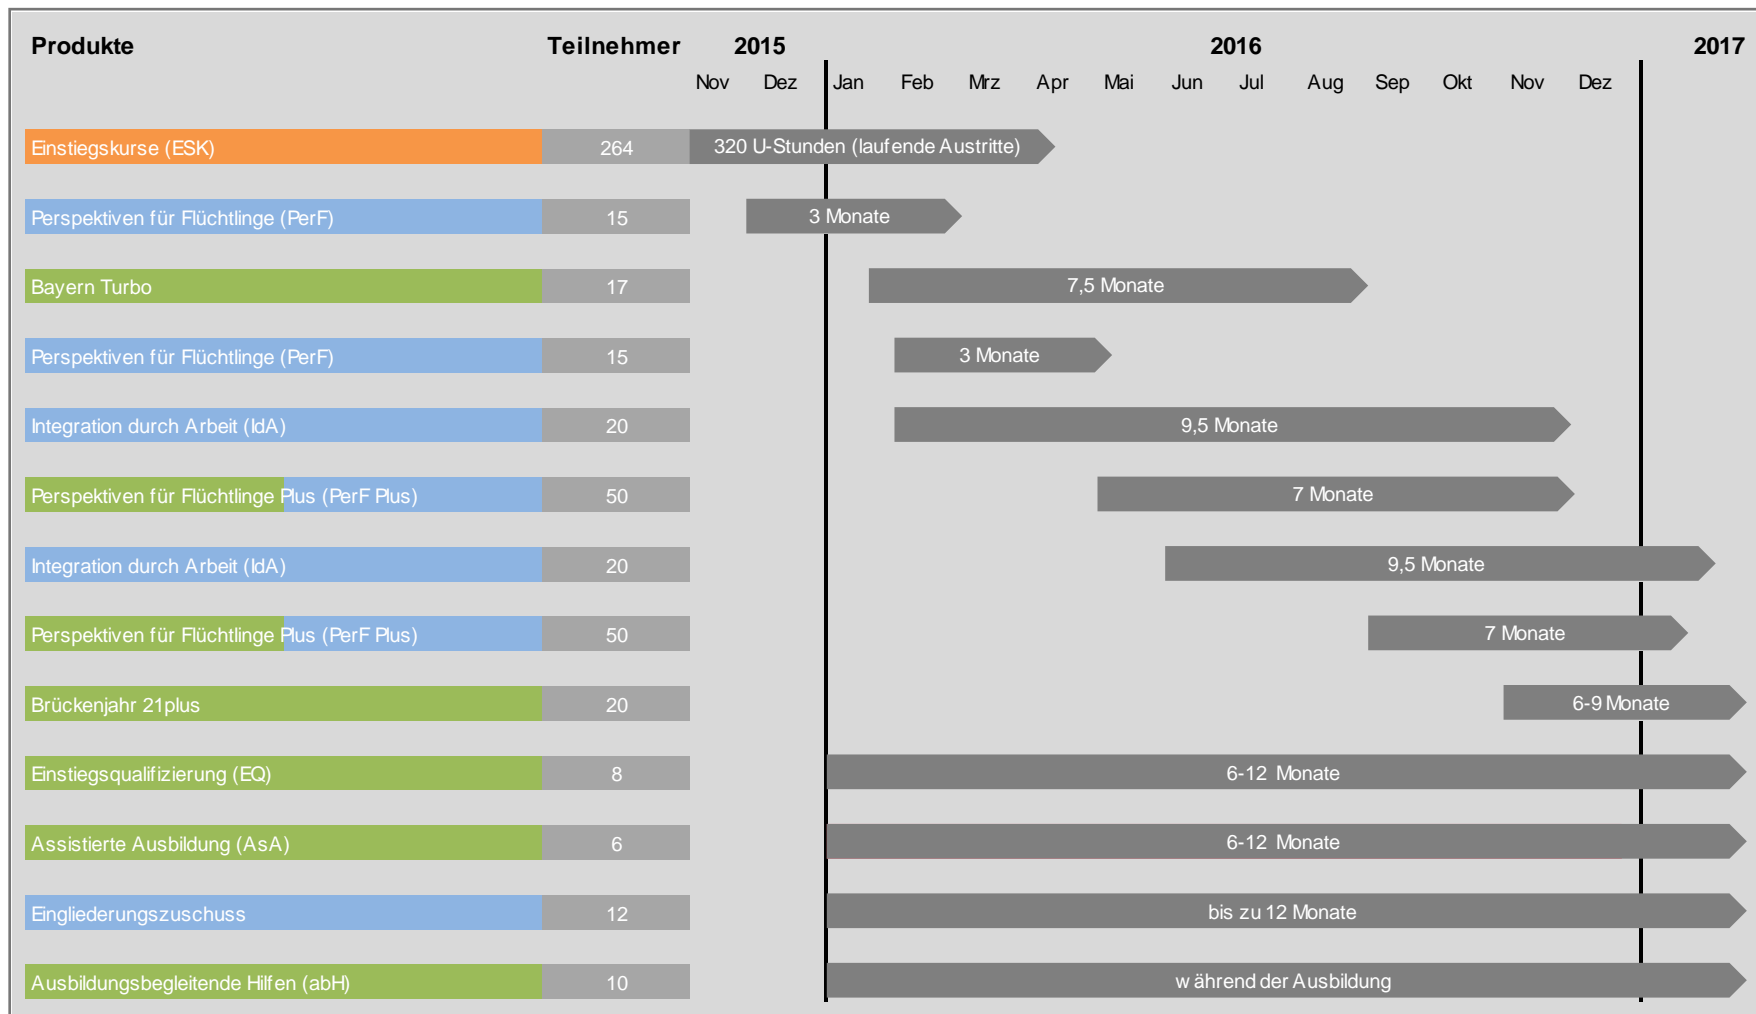 Produkte Teilnehmer 2015 2016 2017
Nov Dez Jan Feb Mrz Apr Mai Jun Jul Aug Sep Okt Nov Dez
Einstiegskurse (ESK) 264 320 U-Stunden (laufende Austritte)
Perspektiven für Flüchtlinge (PerF) 15 3 Monate
Bayern Turbo 17 7,5 Monate
Perspektiven für Flüchtlinge (PerF) 15 3 Monate
Integration durch Arbeit (IdA) 20 9,5 Monate
Perspektiven für Flüchtlinge Plus (PerF Plus) 50 7 Monate
Integration durch Arbeit (IdA) 20 9,5 Monate
Perspektiven für Flüchtlinge Plus (PerF Plus) 50 7 Monate
Brückenjahr 21plus 20 6-9 Monate
Einstiegsqualifizierung (EQ) 8 6-12 Monate
Assistierte Ausbildung (AsA) 6 6-12 Monate
Eingliederungszuschuss 12 bis zu 12 Monate
Ausbildungsbegleitende Hilfen (abH) 10 während der Ausbildung